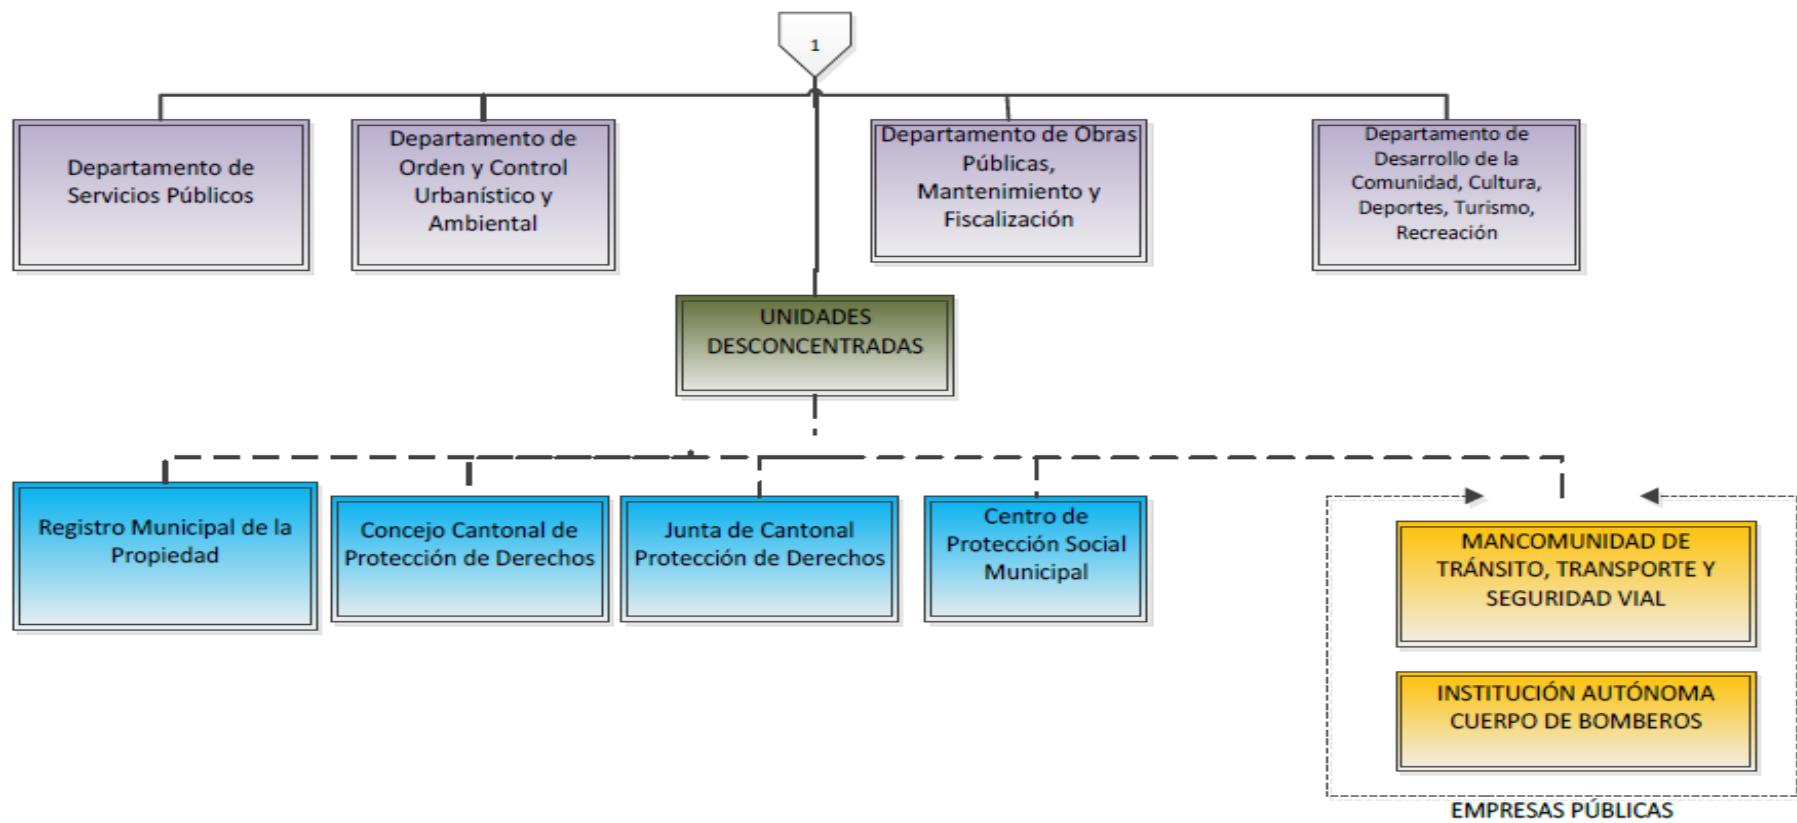 1
Departamento de
Servicios Públicos
Departamento de
Orden y Control
Urbanístico y
Ambiental
Departamento de Obras
Públicas,
Mantenimiento y
Fiscalización
Departamento de
Desarrollo de la
Comunidad, Cultura,
Deportes, Turismo,
Recreación
UNIDADES
DESCONCENTRADAS
Registro Municipal de la
Propiedad
Concejo Cantonal de
Protección de Derechos
Junta de Cantonal
Protección de Derechos
Centro de
Protección Social
Municipal
MANCOMUNIDAD DE
TRÁNSITO, TRANSPORTE Y
SEGURIDAD VIAL
INSTITUCIÓN AUTÓNOMA
CUERPO DE BOMBEROS
EMPRESAS PÚBLICAS